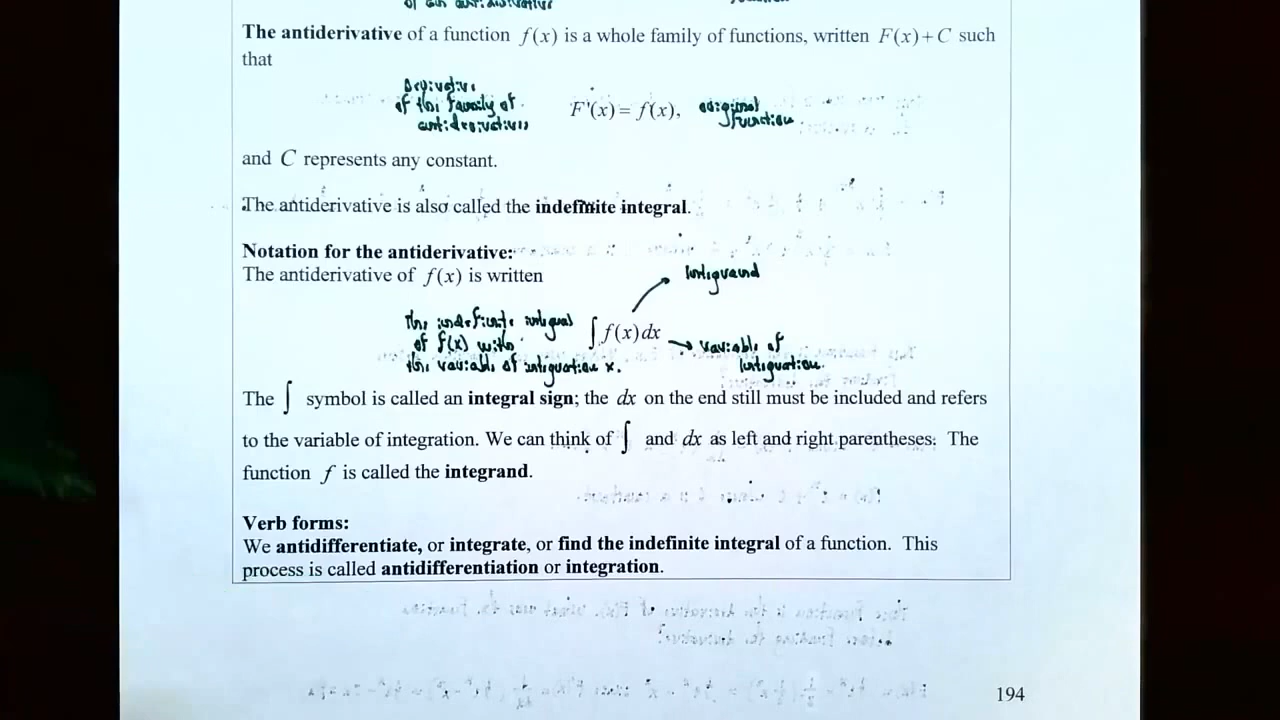 of an antiderivative function
The antiderivative of a function f(x) is a whole family of functions, written F(x)+C such
that
Derivative
of the family of
antiderivatives
F'(x) = f(x),
original
function
and C represents any constant.
The antiderivative is also called the indefinite integral.
Notation for the antiderivative:
The antiderivative of f(x) is written
Integrand
the indefinite integral
of f(x) with
the variable of integration x.
∫ f(x) dx
variable of
integration.
The ∫ symbol is called an integral sign; the dx on the end still must be included and refers
to the variable of integration. We can think of ∫ and dx as left and right parentheses. The
function f is called the integrand.
Verb forms:
We antidifferentiate, or integrate, or find the indefinite integral of a function. This
process is called antidifferentiation or integration.
194